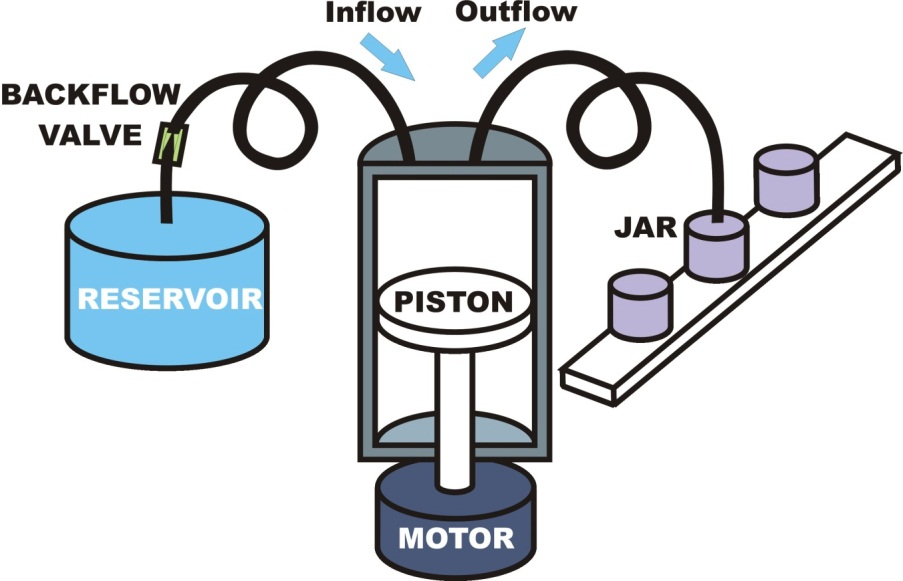 Inflow
Outflow
BACKFLOW
VALVE
JAR
RESERVOIR
PISTON
MOTOR